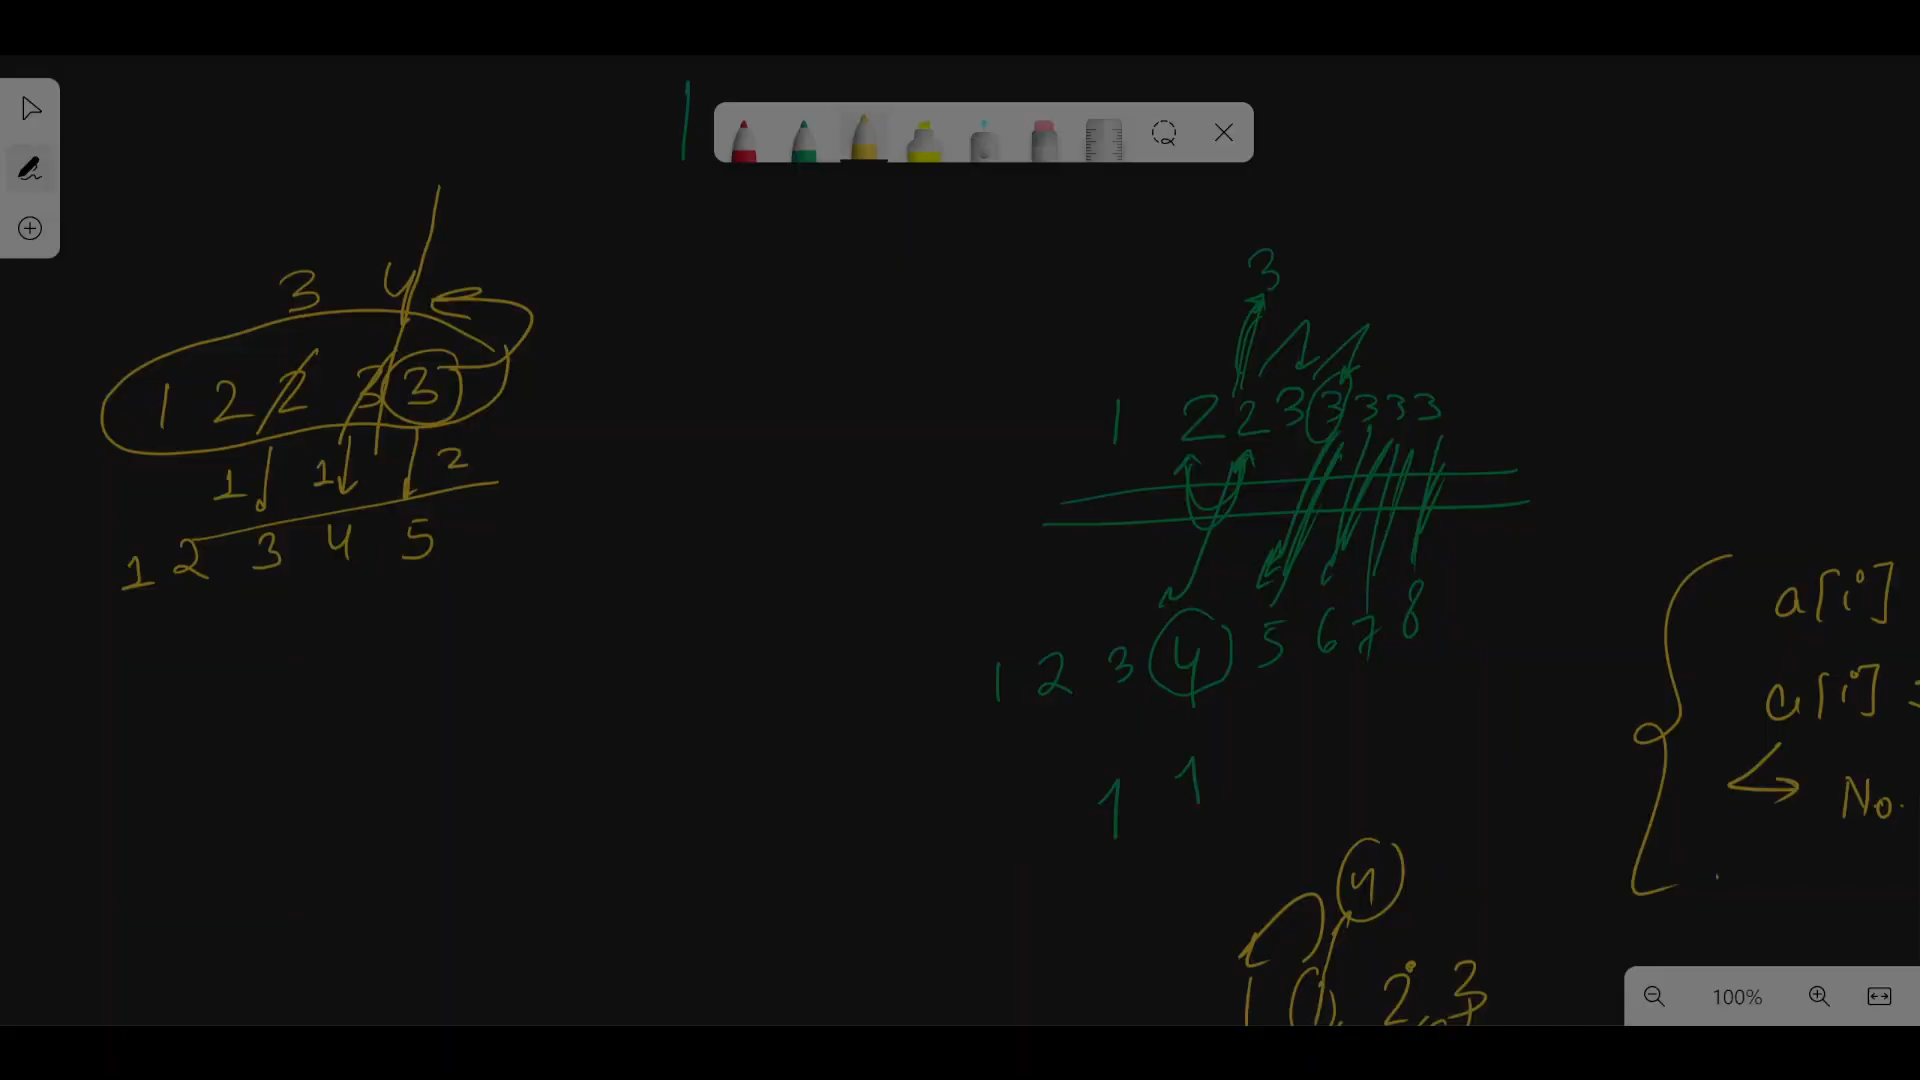 1
3 4
1 2 2 3 3
1 1 2
1 2 3 4 5
3
1 2 2 3 3 3 3 3
1 2 3 4 5 6 7 8
1 1
a[i]
a[i] =
No.
4
1 1, 2, 3
100%